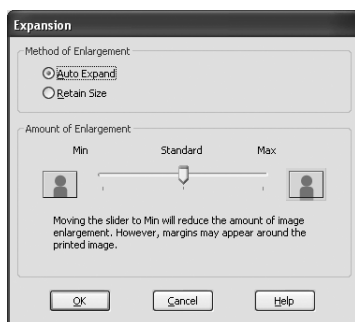 Expansion
Method of Enlargement
Auto Expand
Retain Size
Amount of Enlargement
Min Standard Max
Moving the slider to Min will reduce the amount of image
enlargement. However, margins may appear around the
printed image.
OK Cancel Help